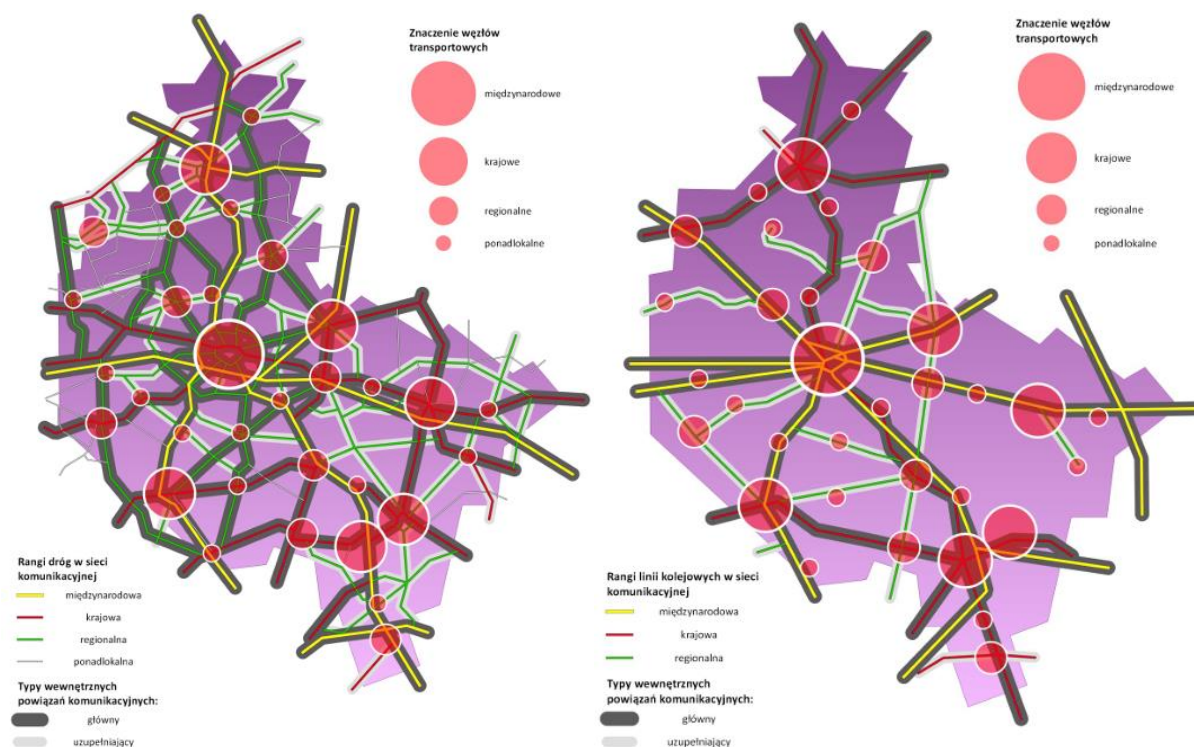 Znaczenie węzłów
transportowych
międzynarodowe
krajowe
regionalne
ponadlokalne
Rangi dróg w sieci
komunikacyjnej
międzynarodowa
krajowa
regionalna
ponadlokalna
Typy wewnętrznych
powiązań komunikacyjnych:
główny
uzupełniający
Znaczenie węzłów
transportowych
międzynarodowe
krajowe
regionalne
ponadlokalne
Rangi linii kolejowych w sieci
komunikacyjnej
międzynarodowa
krajowa
regionalna
Typy wewnętrznych
powiązań komunikacyjnych:
główny
uzupełniający